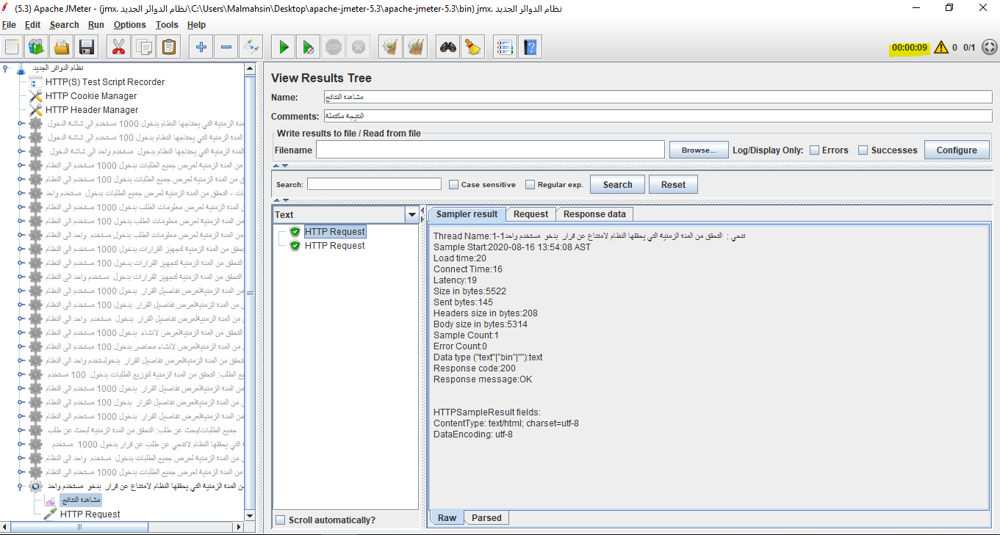 (5.3) Apache JMeter - (jmx. نظام الدوائر الجديد\C:\Users\Malmahsin\Desktop\apache-jmeter-5.3\apache-jmeter-5.3\bin) jmx. نظام الدوائر الجديد
File Edit Search Run Options Tools Help
STOP
00:00:09 0 0/1
نظام الدوائر الجديد
HTTP(S) Test Script Recorder
HTTP Cookie Manager
HTTP Header Manager
مدة الزمنية التي يحتاجها النظام بدخول 1000 مستخدم الى شاشة الدخول
المدة الزمنية التي يحتاجها النظام بدخول 100 مستخدم الى شاشة الدخول
المدة الزمنية التي يحتاجها النظام بدخول مستخدم واحد الى شاشة الدخول
من المدة الزمنية لعرض جميع الطلبات بدخول 1000 مستخدم الى النظام
ق من المدة الزمنية لعرض جميع الطلبات بدخول 100 مستخدم الى النظام
ات - التحقق من المدة الزمنية لعرض جميع الطلبات بدخول مستخدم واحد
المدة الزمنية لعرض معلومات الطلب بدخول 1000 مستخدم الى النظام
المدة الزمنية لعرض معلومات الطلب بدخول 100 مستخدم الى النظام
من المدة الزمنية لعرض معلومات الطلب بدخول مستخدم واحد الى النظام
تحقق من المدة الزمنية لتجهيز القرارات بدخول 1000 مستخدم الى النظام
التحقق من المدة الزمنية لتجهيز القرارات بدخول 100 مستخدم الى النظام
التحقق من المدة الزمنية لتجهيز القرارات بدخول مستخدم واحد الى النظام
من المدة الزمنيةلعرض تفاصيل القرار بدخول 1000 مستخدم الى النظام
من المدة الزمنيةلعرض تفاصيل القرار بدخول 100 مستخدم الى النظام
من المدة الزمنيةلعرض تفاصيل القرار بدخول مستخدم واحد الى النظام
التحقق من المدة الزمنيةلعرض لانشاء بدخول 1000 مستخدم الى النظام
من المدة الزمنيةلعرض لانشاء محاضر بدخول 100 مستخدم الى النظام
تحقق من المدة الزمنيةلعرض تفاصيل القرار بدخولستخدم واحد الى النظام
يع الطلب: التحقق من المدة الزمنية لتوزيع الطلبات بدخول 100 مستخدم
من المدة الزمنيةلعرض تفاصيل القرار بدخول 1000 مستخدم الى النظام
من المدة الزمنيةلعرض تفاصيل القرار بدخول 100 مستخدم الى النظام
من المدة الزمنيةلعرض تفاصيل القرار بدخول 1000 مستخدم الى النظام
جميع الطلبات/بحث عن طلب: التحقق من المدة الزمنية لبحث عن طلب
ة التي يحققها النظام لاتنحي عن طلب عن قرار بدخول 1000 مستخدم
من المدة الزمنية لعرض جميع الطلبات بدخول مستخدم واحد الى النظام
من المدة الزمنية لعرض جميع الطلبات بدخول 1000 مستخدم الى النظام
ن المدة الزمنية التي يحققها النظام لامتناع عن قرار بدخو مستخدم واحد
مشاهدة النتائج
HTTP Request
View Results Tree
Name: مشاهدة النتائج
Comments: النتيجة مكتملة
Write results to file / Read from file
Filename Browse... Log/Display Only: Errors Successes Configure
Search: Case sensitive Regular exp. Search Reset
Text
HTTP Request
HTTP Request
Scroll automatically?
Sampler result Request Response data
Thread Name:1-1تنحي : التحقق من المدة الزمنية التي يحققها النظام لامتناع عن قرار بدخو مستخدم واحد
Sample Start:2020-08-16 13:54:08 AST
Load time:20
Connect Time:16
Latency:19
Size in bytes:5522
Sent bytes:145
Headers size in bytes:208
Body size in bytes:5314
Sample Count:1
Error Count:0
Data type ("text"|"bin"|""):text
Response code:200
Response message:OK
HTTPSampleResult fields:
ContentType: text/html; charset=utf-8
DataEncoding: utf-8
Raw Parsed